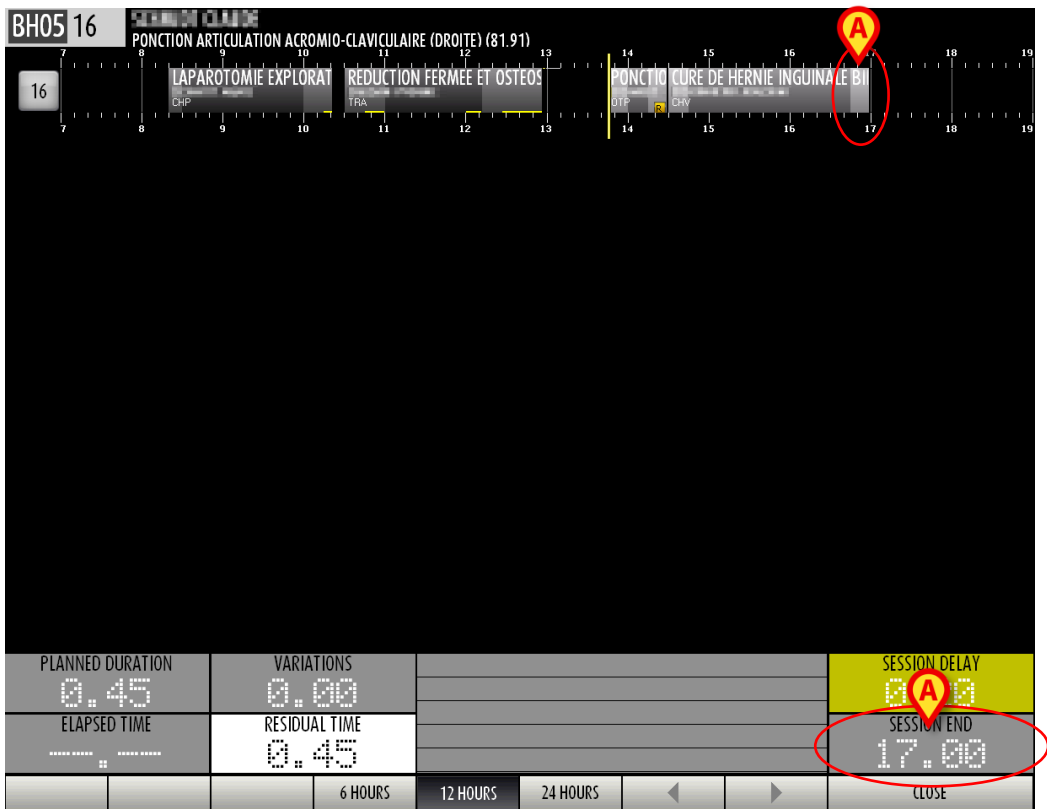 BH05 16
PONCTION ARTICULATION ACROMIO-CLAVICULAIRE (DROITE) (81.91)
A
7 8 9 10 11 12 13 14 15 16 17 18 19
16
LAPAROTOMIE EXPLORAT REDUCTION FERMEE ET OSTEOS PONCTIO CURE DE HERNIE INGUINALE BI
CHP TRA OTP R CHV
7 8 9 10 11 12 13 14 15 16 17 18 19
PLANNED DURATION VARIATIONS SESSION DELAY
0.45 0.00
A
ELAPSED TIME RESIDUAL TIME SESSION END
--.-- 0.45 17.00
6 HOURS 12 HOURS 24 HOURS CLOSE